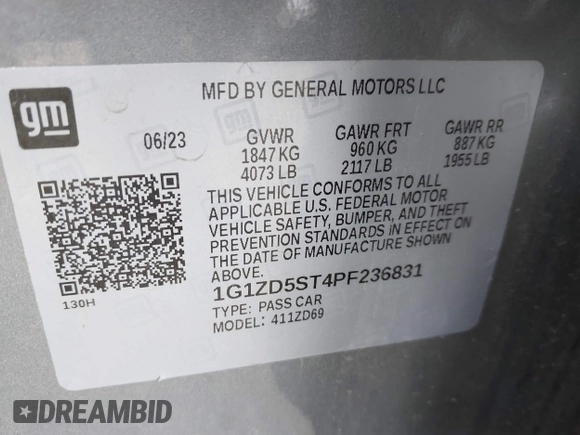 gm
MFD BY GENERAL MOTORS LLC
06/23 GVWR GAWR FRT GAWR RR
1847 KG 960 KG 887 KG
4073 LB 2117 LB 1955 LB
THIS VEHICLE CONFORMS TO ALL
APPLICABLE U.S. FEDERAL MOTOR
VEHICLE SAFETY, BUMPER, AND THEFT
PREVENTION STANDARDS IN EFFECT ON
THE DATE OF MANUFACTURE SHOWN
ABOVE.
130H
1G1ZD5ST4PF236831
TYPE: PASS CAR
MODEL: 411ZD69
DREAMBID